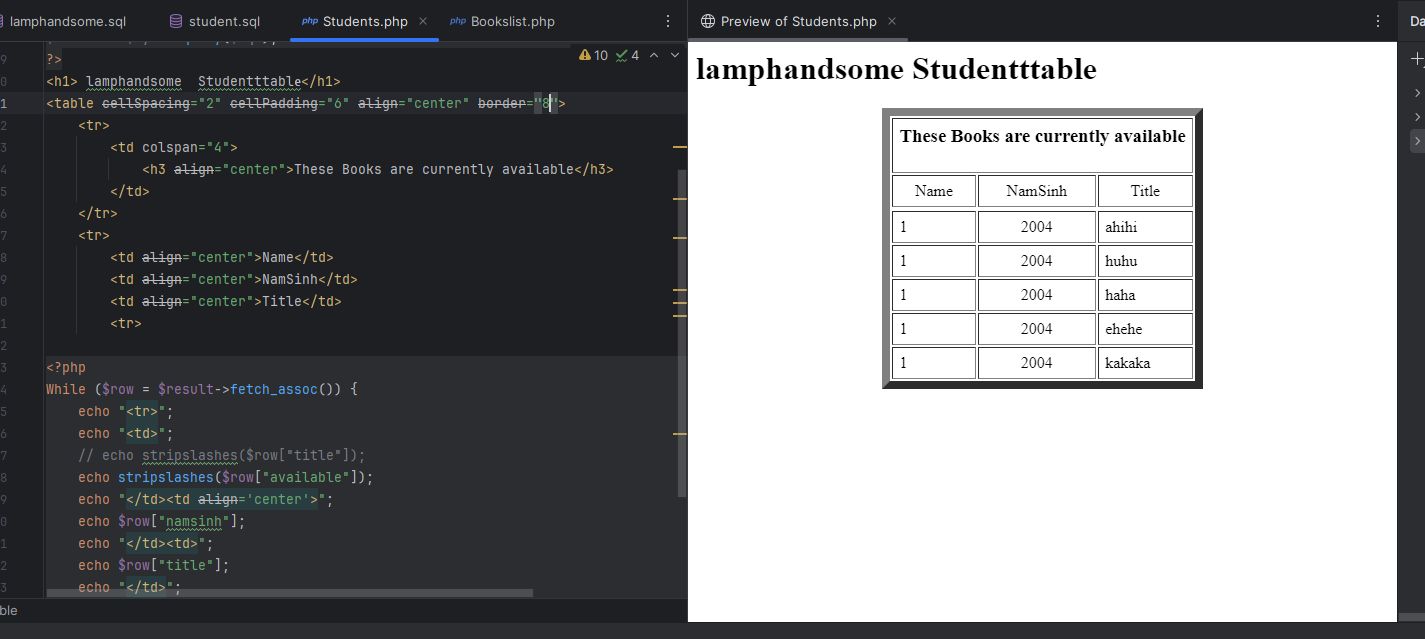 lamphandsome.sql
student.sql
php Students.php
php Bookslist.php
Preview of Students.php
Da
10 4
9 ?>
0 <h1> lamphandsome  Studentttable</h1>
1 <table cellSpacing="2" cellPadding="6" align="center" border="8">
2 <tr>
3 <td colspan="4">
4 <h3 align="center">These Books are currently available</h3>
5 </td>
6 </tr>
7 <tr>
8 <td align="center">Name</td>
9 <td align="center">NamSinh</td>
0 <td align="center">Title</td>
1 <tr>
2
3 <?php
4 While ($row = $result->fetch_assoc()) {
5 echo "<tr>";
6 echo "<td>";
7 // echo stripslashes($row["title"]);
8 echo stripslashes($row["available"]);
9 echo "</td><td align='center'>";
0 echo $row["namsinh"];
1 echo "</td><td>";
2 echo $row["title"];
3 echo "</td>";
ble
lamphandsome Studentttable
These Books are currently available
Name NamSinh Title
1 2004 ahihi
1 2004 huhu
1 2004 haha
1 2004 ehehe
1 2004 kakaka